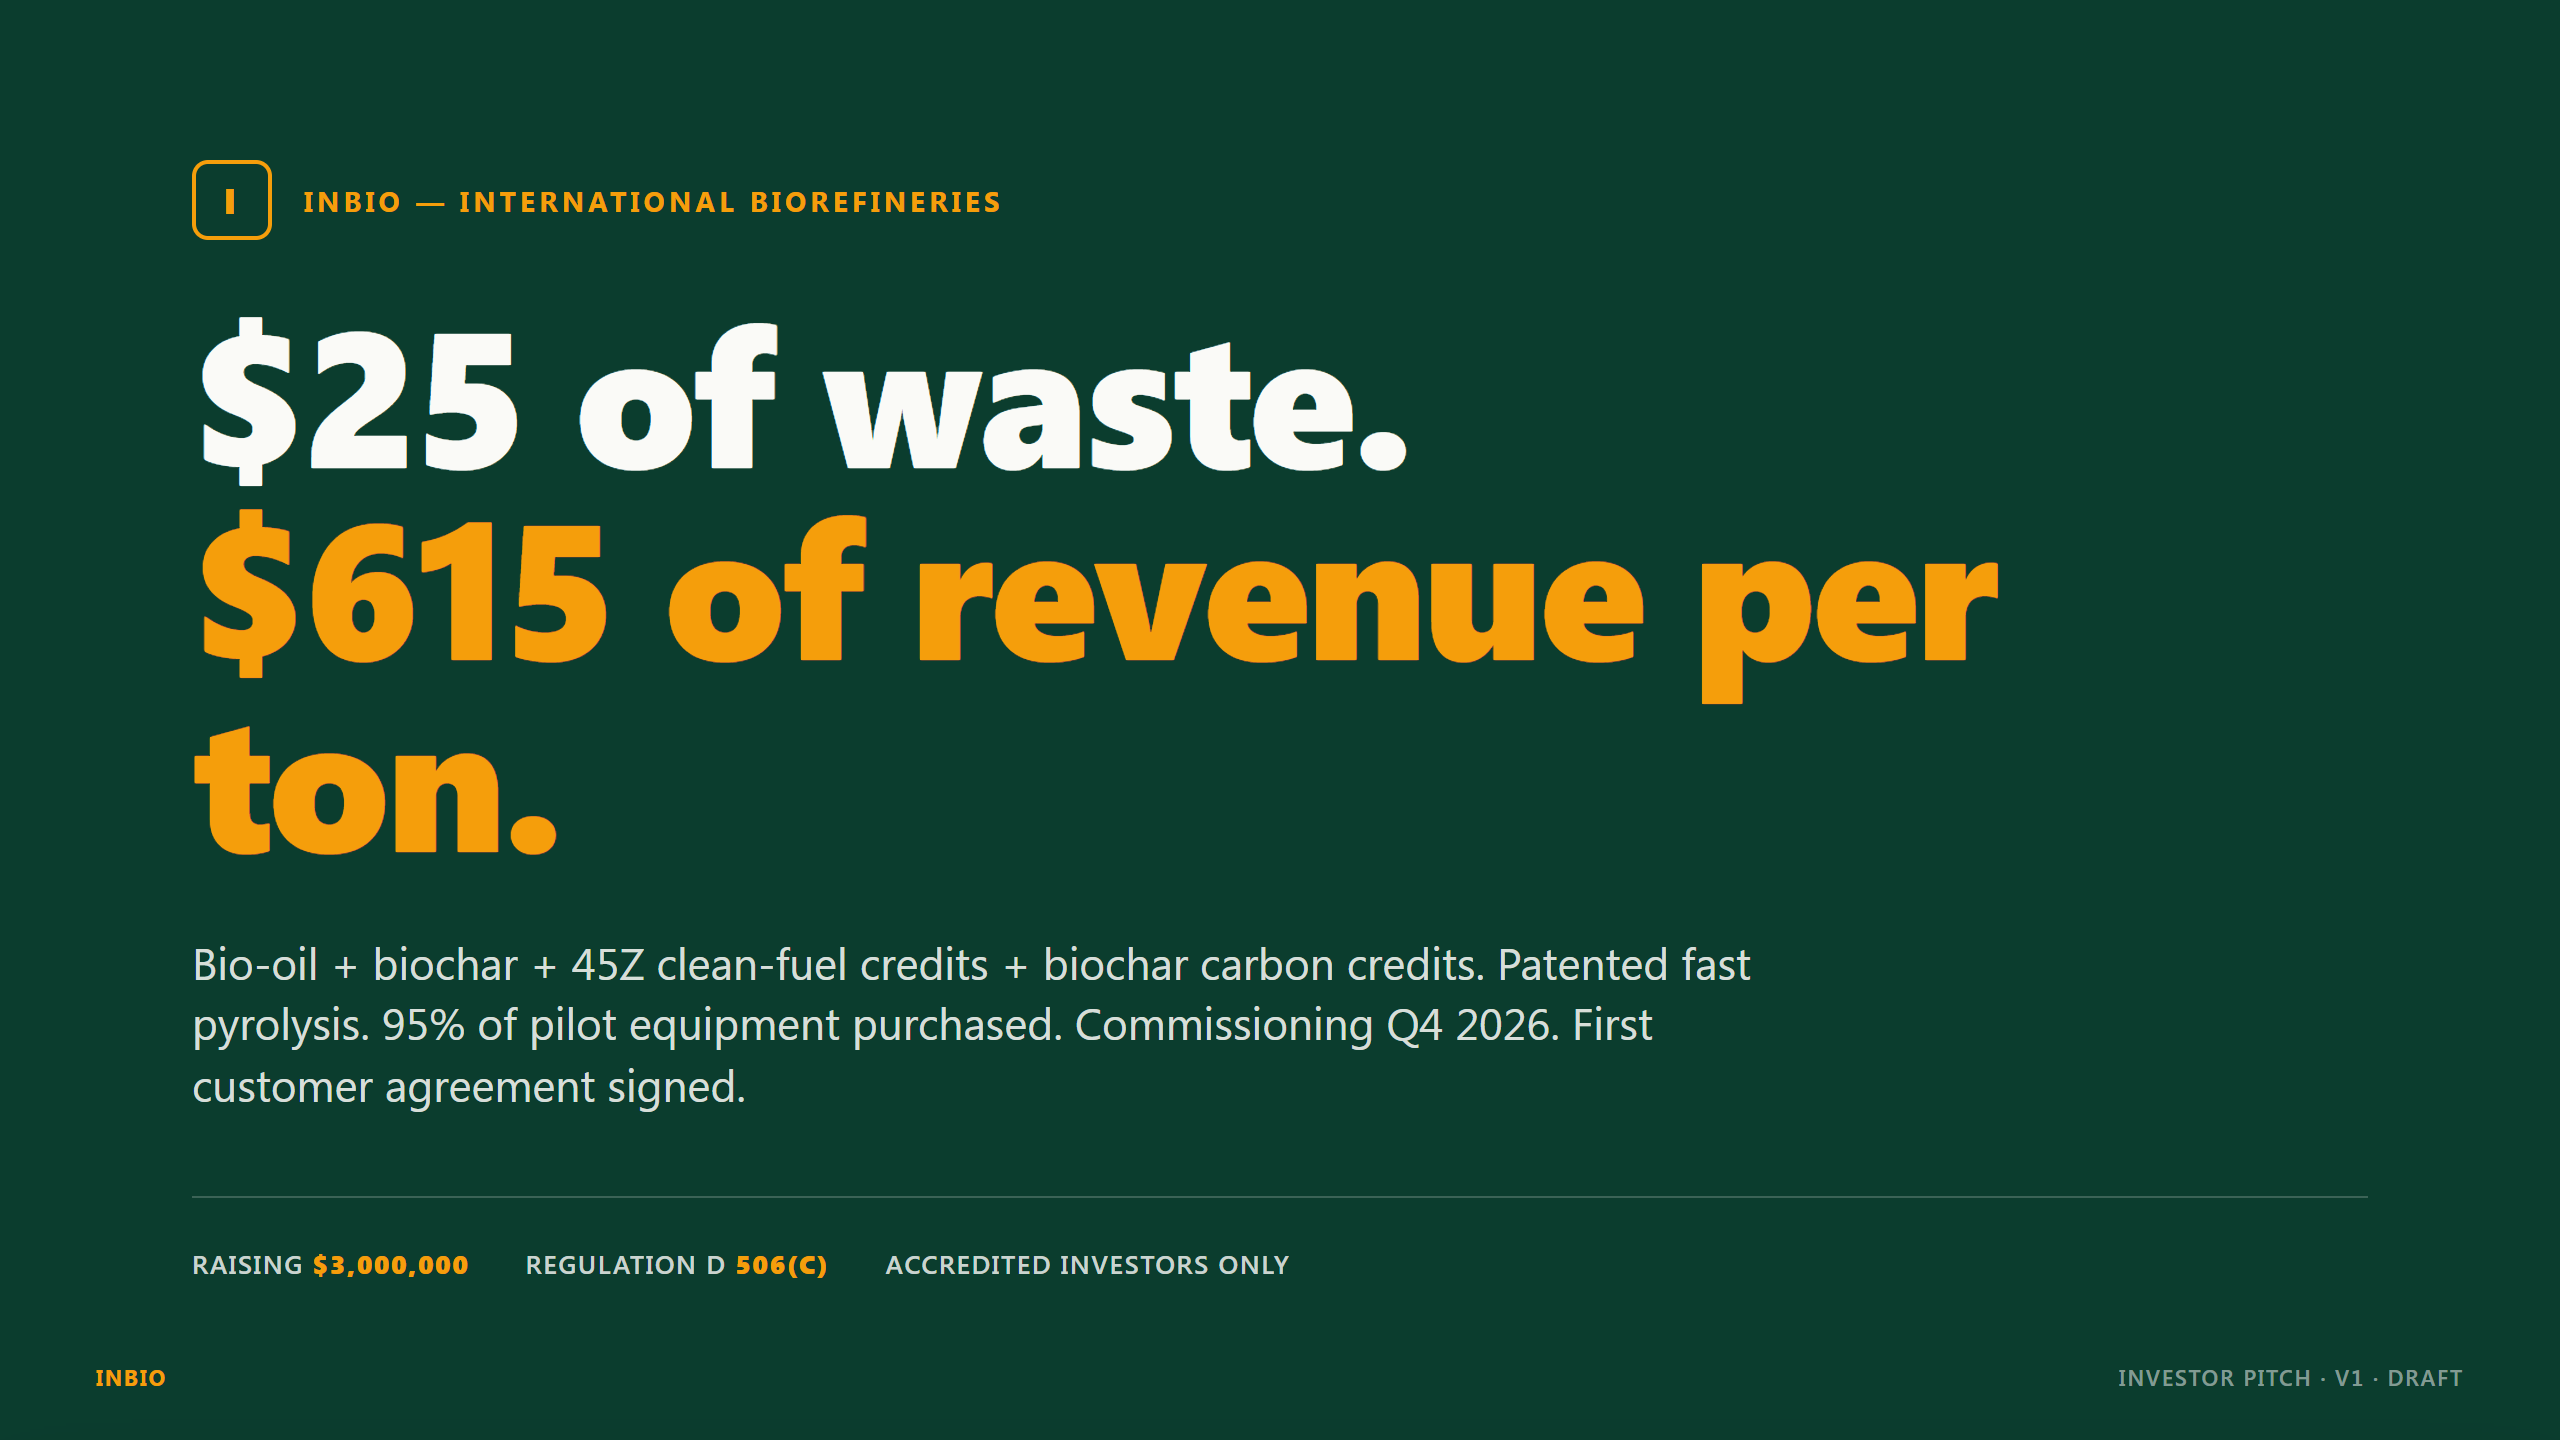 I
INBIO — INTERNATIONAL BIOREFINERIES
$25 of waste.
$615 of revenue per
ton.
Bio-oil + biochar + 45Z clean-fuel credits + biochar carbon credits. Patented fast
pyrolysis. 95% of pilot equipment purchased. Commissioning Q4 2026. First
customer agreement signed.
RAISING $3,000,000 REGULATION D 506(C) ACCREDITED INVESTORS ONLY
INBIO
INVESTOR PITCH · V1 · DRAFT